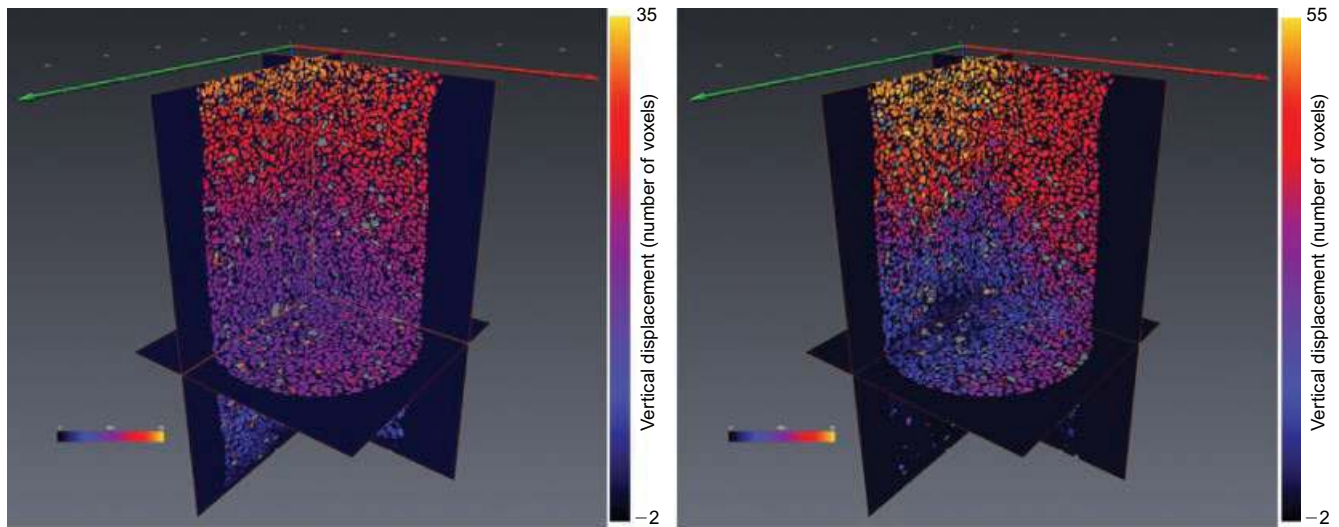 35
Vertical displacement (number of voxels)
−2
55
Vertical displacement (number of voxels)
−2